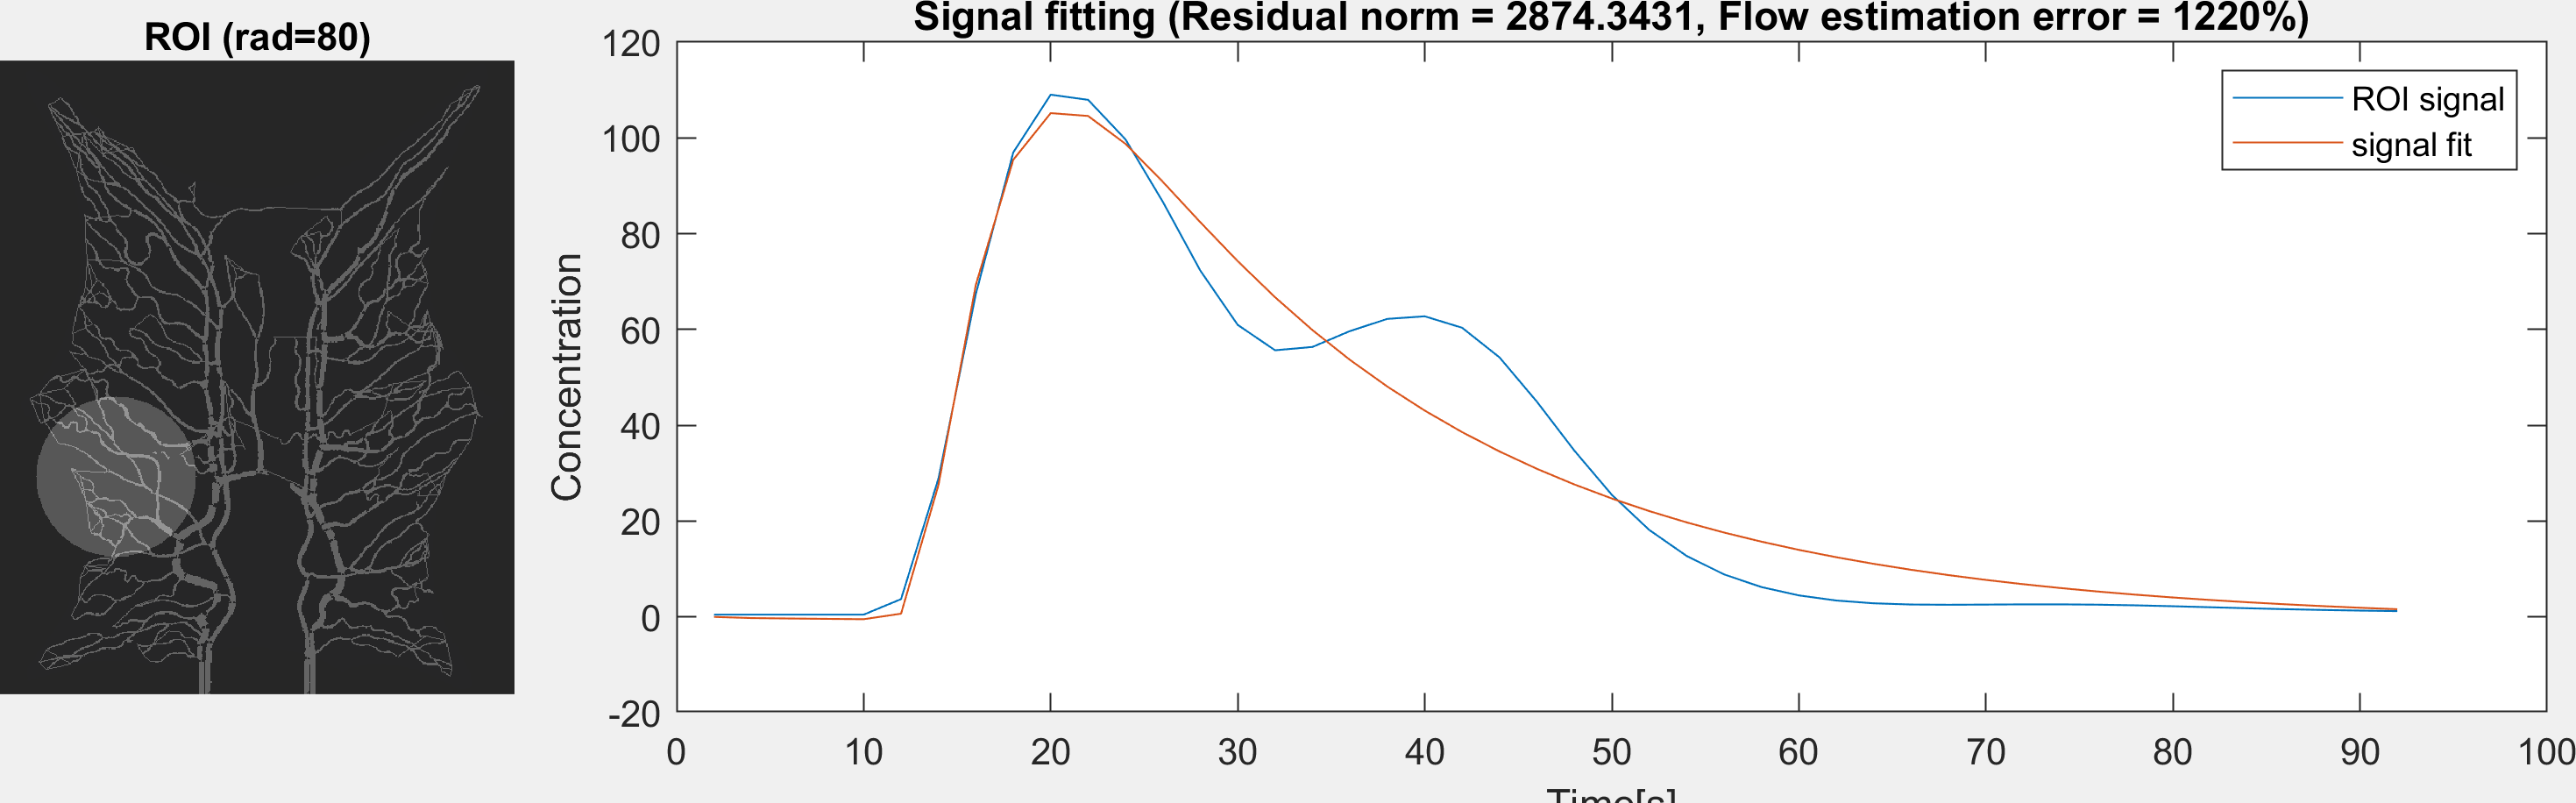 ROI (rad=80)
Signal fitting (Residual norm = 2874.3431, Flow estimation error = 1220%)
120
100
80
60
40
20
0
-20
Concentration
ROI signal
signal fit
0 10 20 30 40 50 60 70 80 90 100
Time[s]